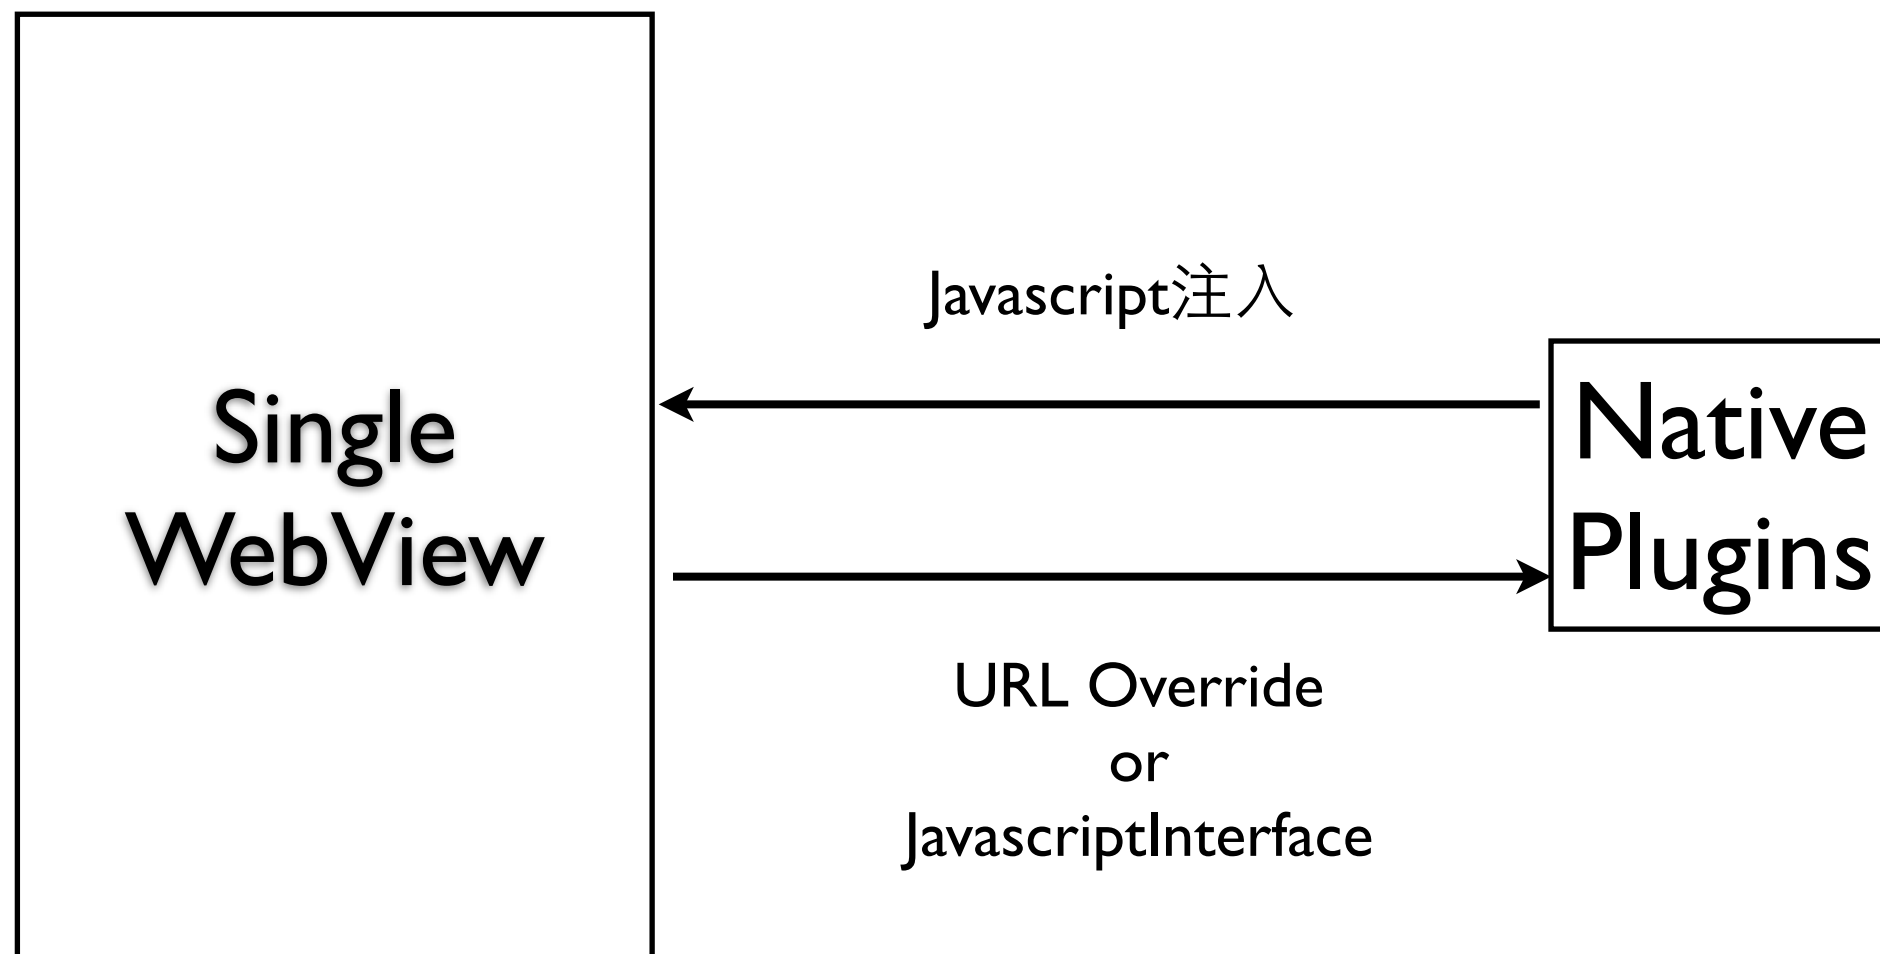 Single
WebView
Javascript注入
Native
Plugins
URL Override
or
JavascriptInterface